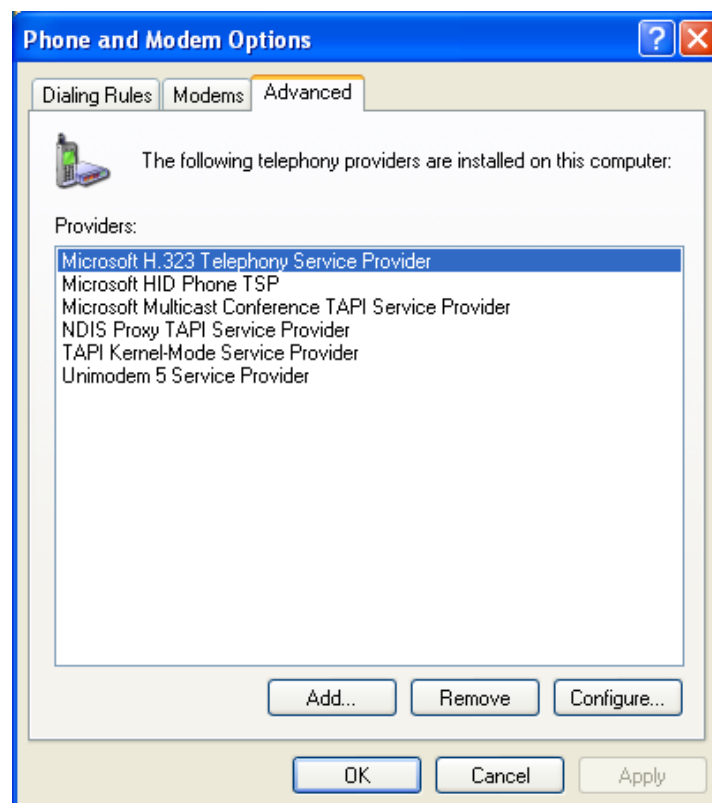 Phone and Modem Options
?
X
Dialing Rules
Modems
Advanced
The following telephony providers are installed on this computer:
Providers:
Microsoft H.323 Telephony Service Provider
Microsoft HID Phone TSP
Microsoft Multicast Conference TAPI Service Provider
NDIS Proxy TAPI Service Provider
TAPI Kernel-Mode Service Provider
Unimodem 5 Service Provider
Add...
Remove
Configure...
OK
Cancel
Apply